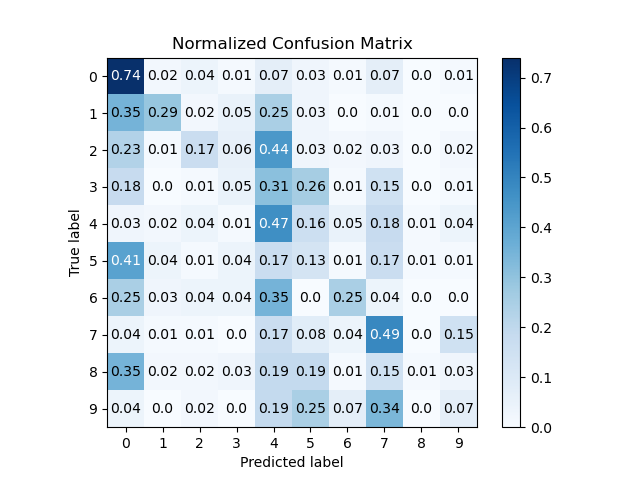 Normalized Confusion Matrix
0 0.74 0.02 0.04 0.01 0.07 0.03 0.01 0.07 0.0 0.01
1 0.35 0.29 0.02 0.05 0.25 0.03 0.0 0.01 0.0 0.0
2 0.23 0.01 0.17 0.06 0.44 0.03 0.02 0.03 0.0 0.02
3 0.18 0.0 0.01 0.05 0.31 0.26 0.01 0.15 0.0 0.01
4 0.03 0.02 0.04 0.01 0.47 0.16 0.05 0.18 0.01 0.04
5 0.41 0.04 0.01 0.04 0.17 0.13 0.01 0.17 0.01 0.01
6 0.25 0.03 0.04 0.04 0.35 0.0 0.25 0.04 0.0 0.0
7 0.04 0.01 0.01 0.0 0.17 0.08 0.04 0.49 0.0 0.15
8 0.35 0.02 0.02 0.03 0.19 0.19 0.01 0.15 0.01 0.03
9 0.04 0.0 0.02 0.0 0.19 0.25 0.07 0.34 0.0 0.07
0 1 2 3 4 5 6 7 8 9
Predicted label
True label
0.7
0.6
0.5
0.4
0.3
0.2
0.1
0.0